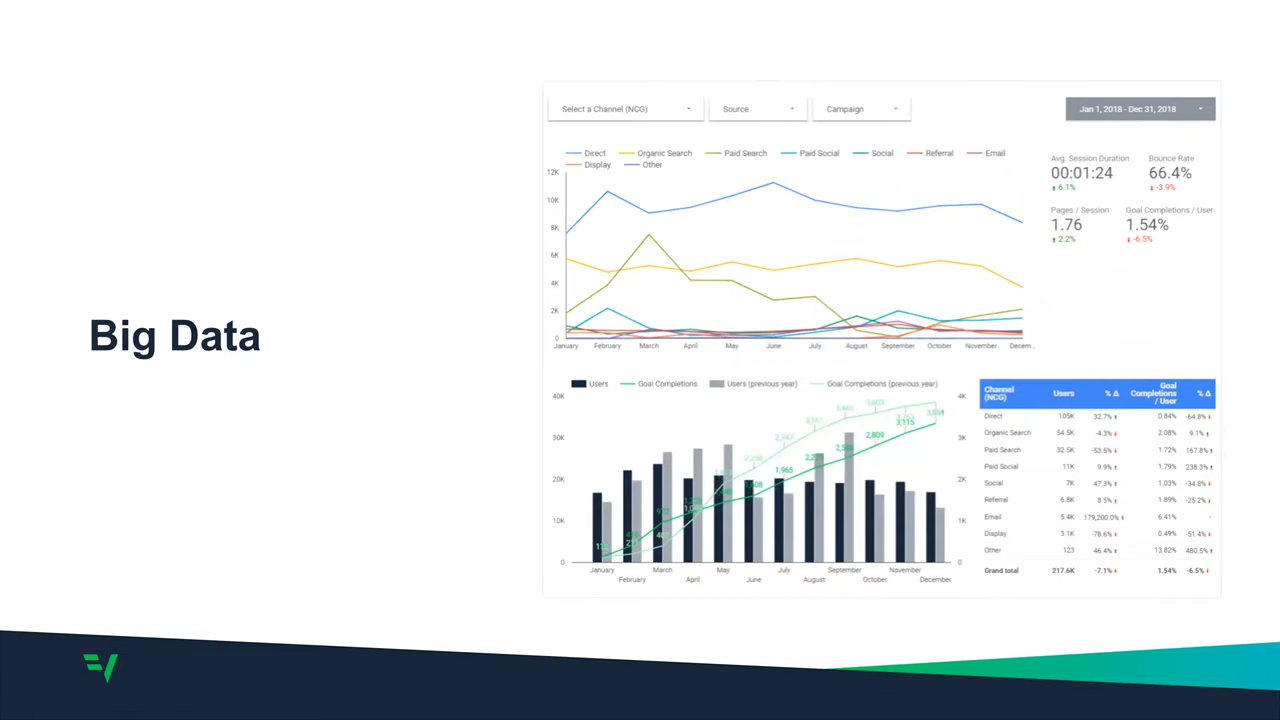 Big Data
Select a Channel (NCG)
Source
Campaign
Jan 1, 2018 - Dec 31, 2018
Direct Organic Search Paid Search Paid Social Social Referral Email
Display Other
12K
10K
8K
6K
4K
2K
0
January February March April May June July August September October November Decem...
Avg. Session Duration
00:01:24
6.1%
Bounce Rate
66.4%
-3.9%
Pages / Session
1.76
2.2%
Goal Completions / User
1.54%
-6.5%
Users Goal Completions Users (previous year) Goal Completions (previous year)
40K
30K
20K
10K
0
4K
3K
2K
1K
0
1,965
2,809
3,115
2,747
January March May July September November
February April June August October December
Channel (NCG) Users % Δ Goal Completions / User % Δ
Direct 105K 32.7% 0.84% -64.8%
Organic Search 54.5K -4.3% 2.08% 9.1%
Paid Search 32.5K -53.5% 1.72% 167.8%
Paid Social 11K 9.9% 1.79% 238.3%
Social 7K 47.3% 1.03% -34.8%
Referral 6.8K 8.5% 1.89% -25.2%
Email 5.4K 179,200.0% 6.41% -
Display 3.1K -78.6% 0.49% -51.4%
Other 123 46.4% 13.82% 480.5%
Grand total 217.6K -7.1% 1.54% -6.5%